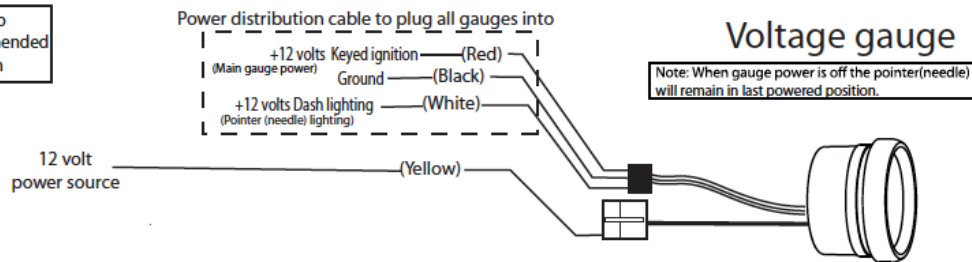 ended
Power distribution cable to plug all gauges into
Voltage gauge
Note: When gauge power is off the pointer(needle)
will remain in last powered position.
+12 volts Keyed ignition (Red)
(Main gauge power)
Ground (Black)
+12 volts Dash lighting (White)
(Pointer (needle) lighting)
12 volt
power source
(Yellow)